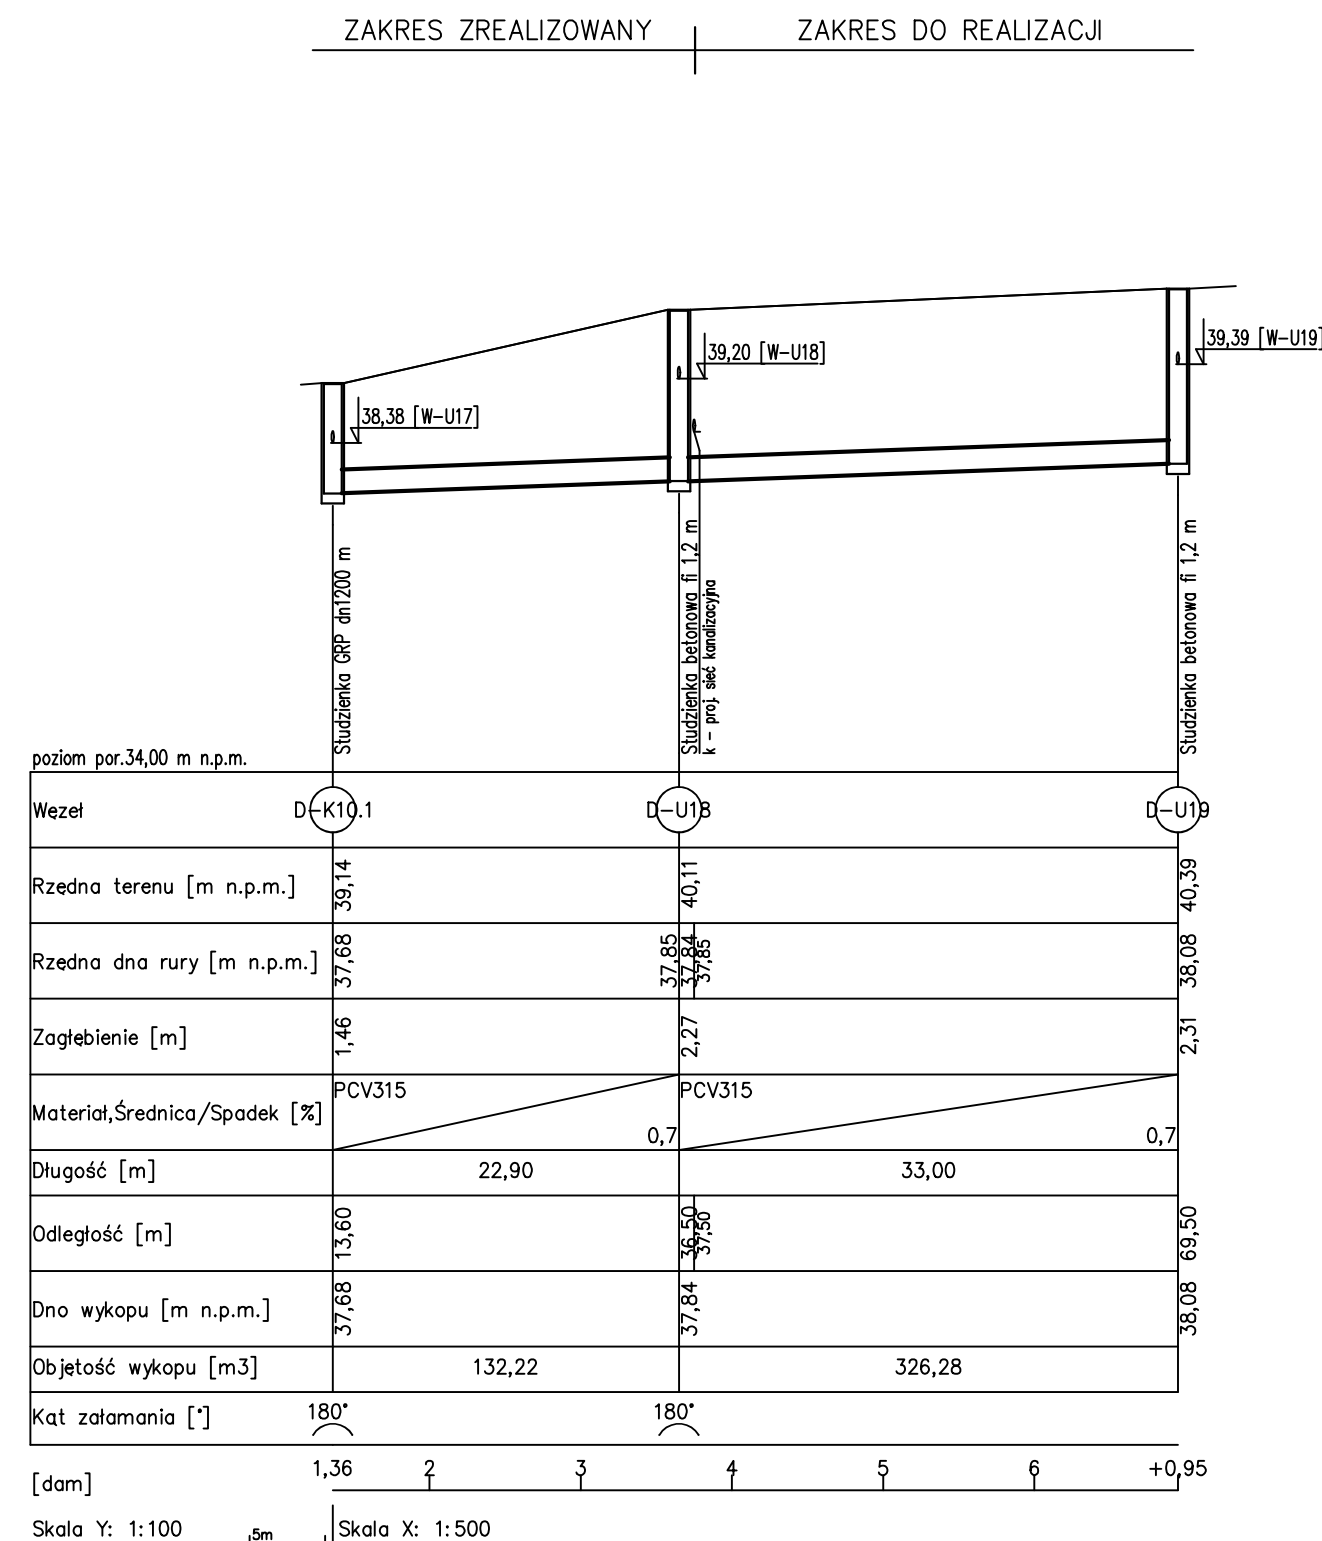 ZAKRES ZREALIZOWANY
ZAKRES DO REALIZACJI
39,39 [W-U19]
39,20 [W-U18]
38,38 [W-U17]
Studzienka GRP dn1200 m
Studzienka betonowa fi 1,2 m
k - proj. sieć kanalizacyjna
Studzienka betonowa fi 1,2 m
poziom por.34,00 m n.p.m.
Węzeł D-K10.1 D-U18 D-U19
Rzędna terenu [m n.p.m.] 39,14 40,11 40,39
Rzędna dna rury [m n.p.m.] 37,68 37,85 37,84 37,85 38,08
Zagłębienie [m] 1,46 2,27 2,31
PCV315 PCV315
Materiał,Średnica/Spadek [%] 0,7 0,7
Długość [m] 22,90 33,00
Odległość [m] 13,60 36,50 37,50 69,50
Dno wykopu [m n.p.m.] 37,68 37,84 38,08
Objętość wykopu [m3] 132,22 326,28
Kąt załamania [°] 180° 180°
[dam] 1,36 2 3 4 5 6 +0,95
Skala Y: 1:100 5m Skala X: 1:500